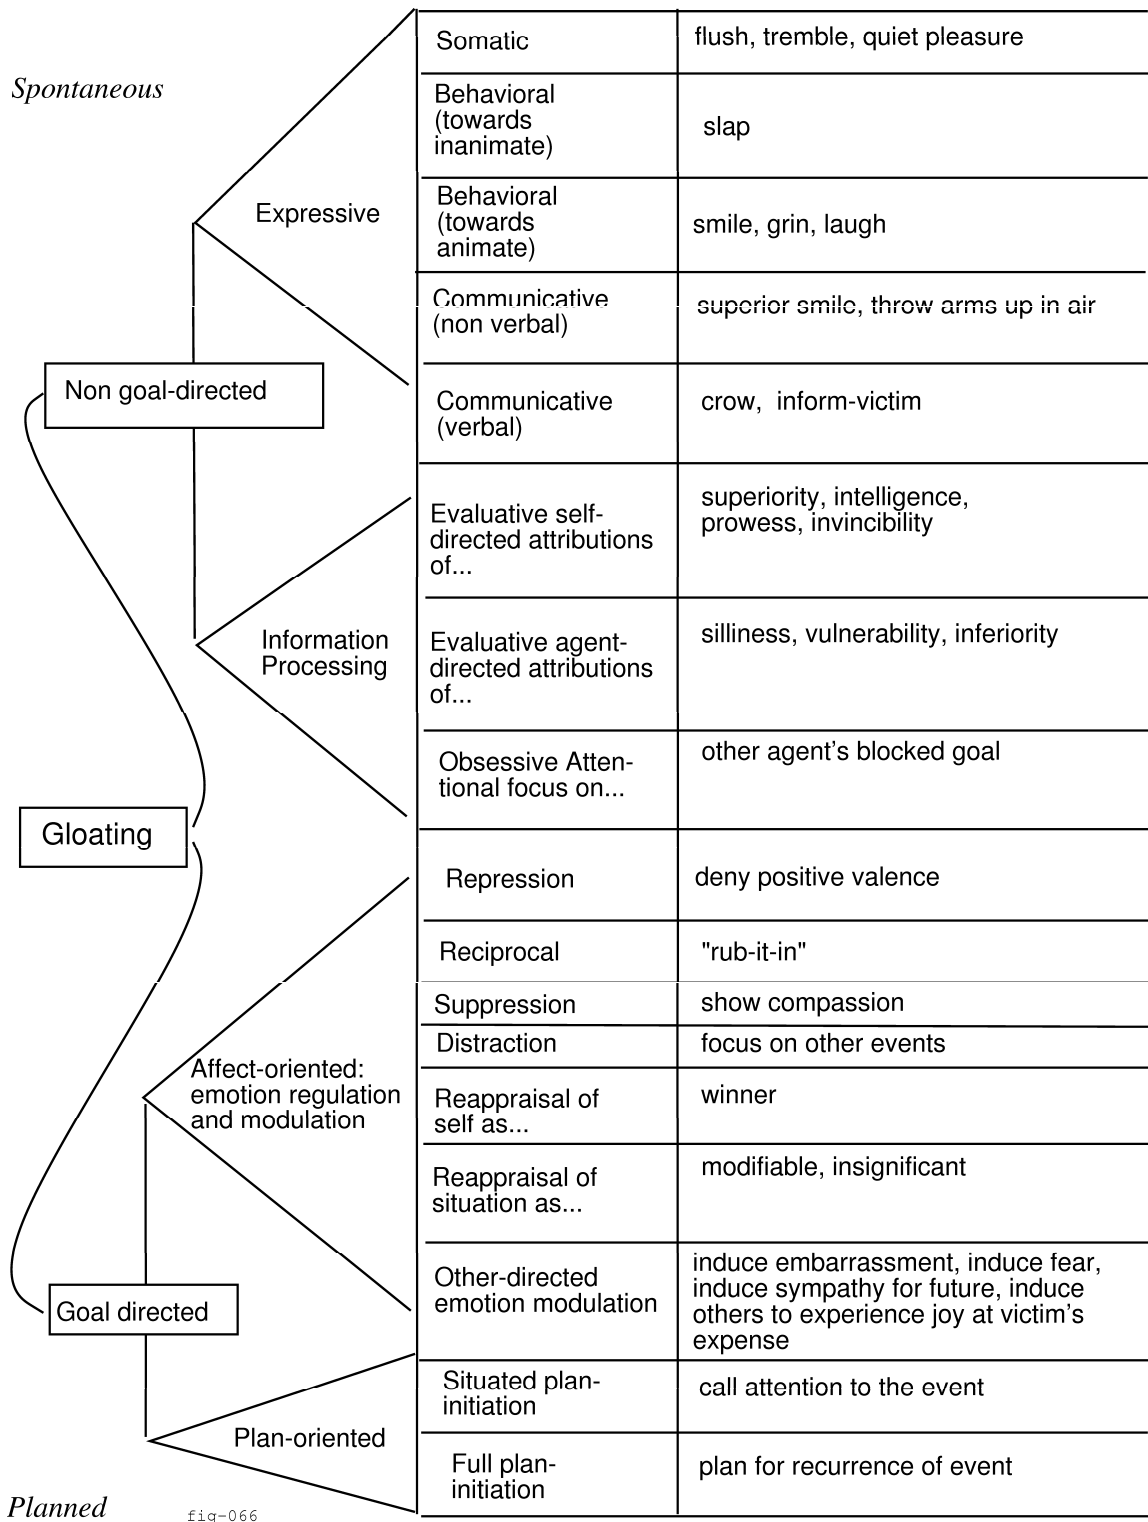 Spontaneous
Somatic
flush, tremble, quiet pleasure
Behavioral
(towards
inanimate)
slap
Expressive
Behavioral
(towards
animate)
smile, grin, laugh
Communicative
(non verbal)
superior smile, throw arms up in air
Non goal-directed
Communicative
(verbal)
crow, inform-victim
Evaluative self-
directed attributions
of...
superiority, intelligence,
prowess, invincibility
Information
Processing
Evaluative agent-
directed attributions
of...
silliness, vulnerability, inferiority
Obsessive Atten-
tional focus on...
other agent's blocked goal
Gloating
Repression
deny positive valence
Reciprocal
"rub-it-in"
Suppression
show compassion
Distraction
focus on other events
Affect-oriented:
emotion regulation
and modulation
Reappraisal of
self as...
winner
Reappraisal of
situation as...
modifiable, insignificant
Goal directed
Other-directed
emotion modulation
induce embarrassment, induce fear,
induce sympathy for future, induce
others to experience joy at victim's
expense
Situated plan-
initiation
call attention to the event
Plan-oriented
Full plan-
initiation
plan for recurrence of event
Planned
fig-066